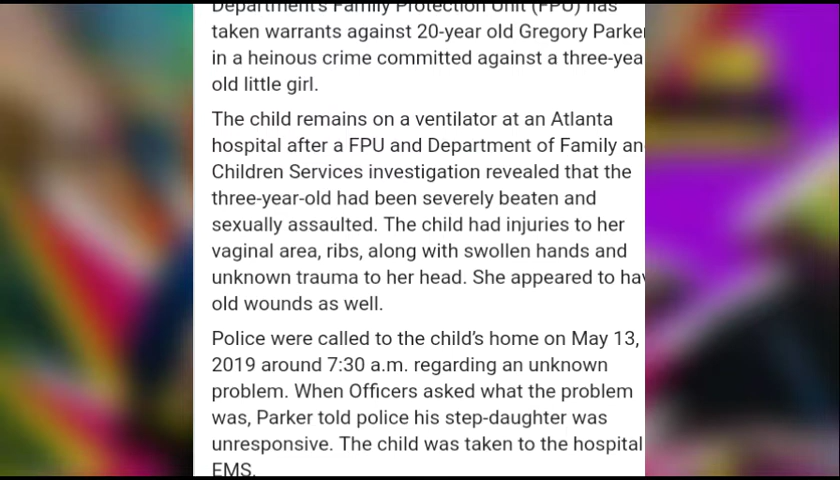 Department's Family Protection Unit (FPU) has
taken warrants against 20-year old Gregory Parker
in a heinous crime committed against a three-yea
old little girl.
The child remains on a ventilator at an Atlanta
hospital after a FPU and Department of Family an
Children Services investigation revealed that the
three-year-old had been severely beaten and
sexually assaulted. The child had injuries to her
vaginal area, ribs, along with swollen hands and
unknown trauma to her head. She appeared to hav
old wounds as well.
Police were called to the child's home on May 13,
2019 around 7:30 a.m. regarding an unknown
problem. When Officers asked what the problem
was, Parker told police his step-daughter was
unresponsive. The child was taken to the hospital
EMS.